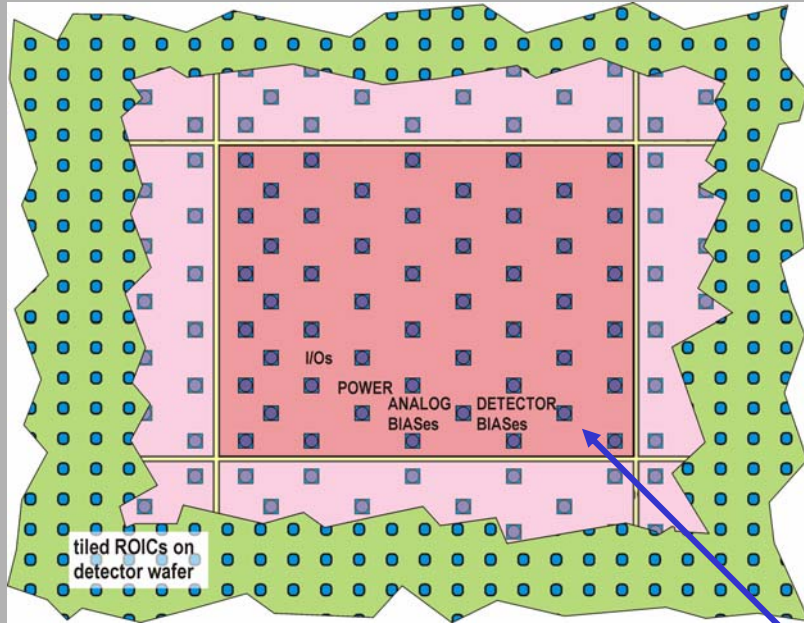 I/Os
POWER
ANALOG
BIASes
DETECTOR
BIASes
tiled ROICs on
detector wafer